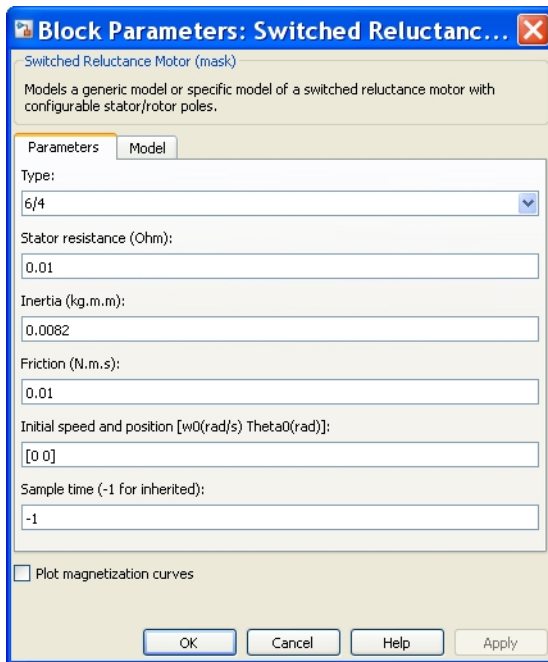 Block Parameters: Switched Reluctanc...
Switched Reluctance Motor (mask)
Models a generic model or specific model of a switched reluctance motor with
configurable stator/rotor poles.
Parameters Model
Type:
6/4
Stator resistance (Ohm):
0.01
Inertia (kg.m.m):
0.0082
Friction (N.m.s):
0.01
Initial speed and position [w0(rad/s) Theta0(rad)]:
[0 0]
Sample time (-1 for inherited):
-1
Plot magnetization curves
OK Cancel Help Apply